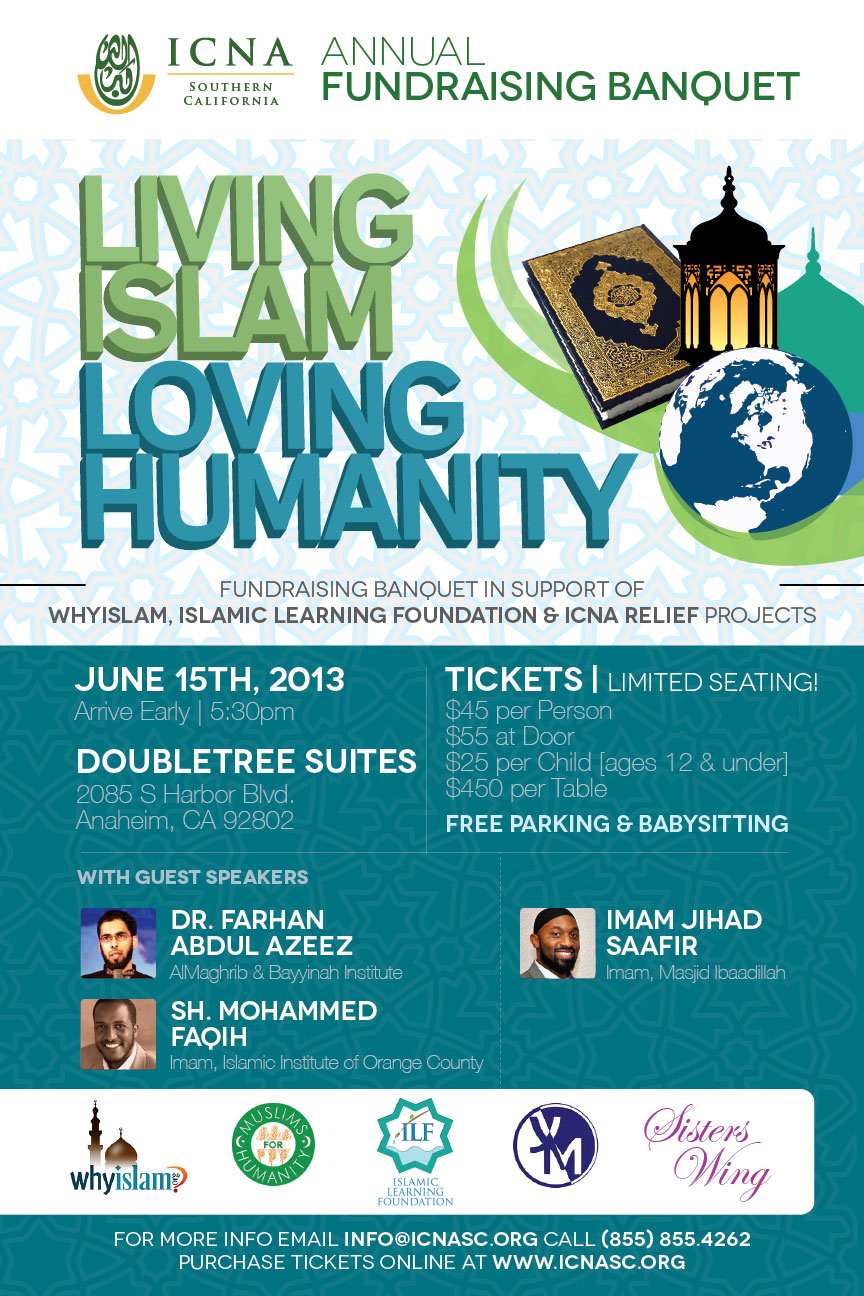 ICNA
SOUTHERN
CALIFORNIA
ANNUAL
FUNDRAISING BANQUET
LIVING
ISLAM
LOVING
HUMANITY
FUNDRAISING BANQUET IN SUPPORT OF
WHYISLAM, ISLAMIC LEARNING FOUNDATION & ICNA RELIEF PROJECTS
JUNE 15TH, 2013
Arrive Early | 5:30pm
DOUBLETREE SUITES
2085 S Harbor Blvd.
Anaheim, CA 92802
TICKETS | LIMITED SEATING!
$45 per Person
$55 at Door
$25 per Child [ages 12 & under]
$450 per Table
FREE PARKING & BABYSITTING
WITH GUEST SPEAKERS
DR. FARHAN
ABDUL AZEEZ
AlMaghrib & Bayyinah Institute
SH. MOHAMMED
FAQIH
Imam, Islamic Institute of Orange County
IMAM JIHAD
SAAFIR
Imam, Masjid Ibaadillah
whyislam?
.org
MUSLIMS
FOR
HUMANITY
ILF
ISLAMIC
LEARNING
FOUNDATION
YM
Sisters
Wing
FOR MORE INFO EMAIL INFO@ICNASC.ORG CALL (855) 855.4262
PURCHASE TICKETS ONLINE AT WWW.ICNASC.ORG